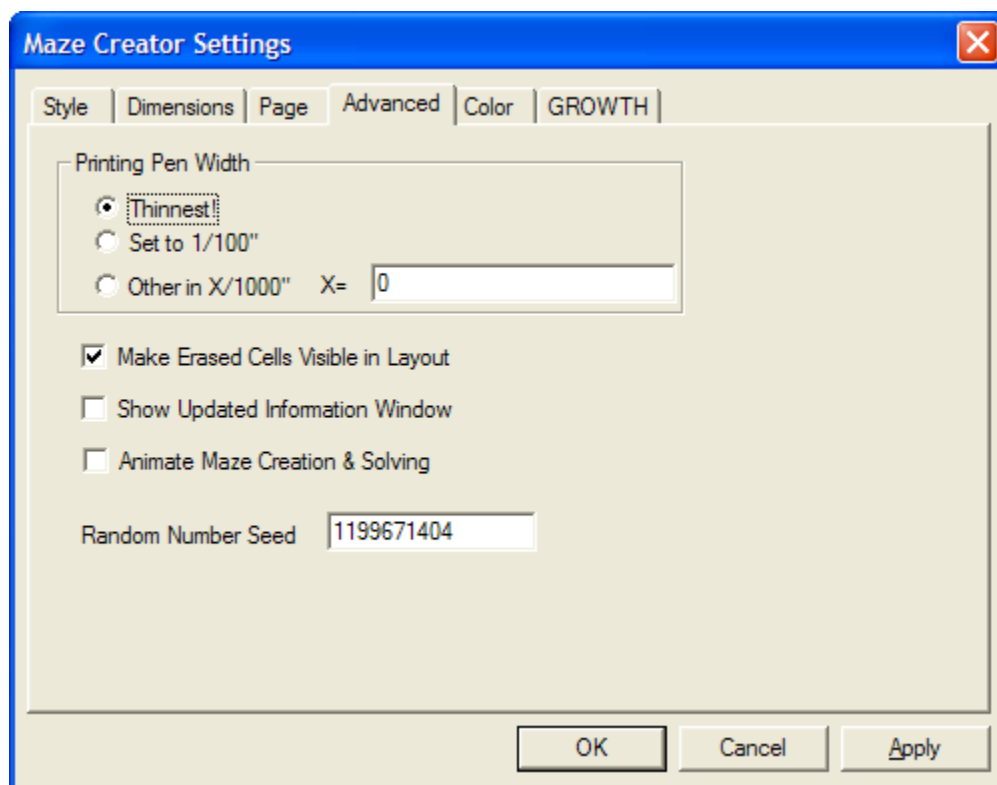 Maze Creator Settings
Style Dimensions Page Advanced Color GROWTH
Printing Pen Width
Thinnest!
Set to 1/100"
Other in X/1000" X= 0
Make Erased Cells Visible in Layout
Show Updated Information Window
Animate Maze Creation & Solving
Random Number Seed 1199671404
OK Cancel Apply